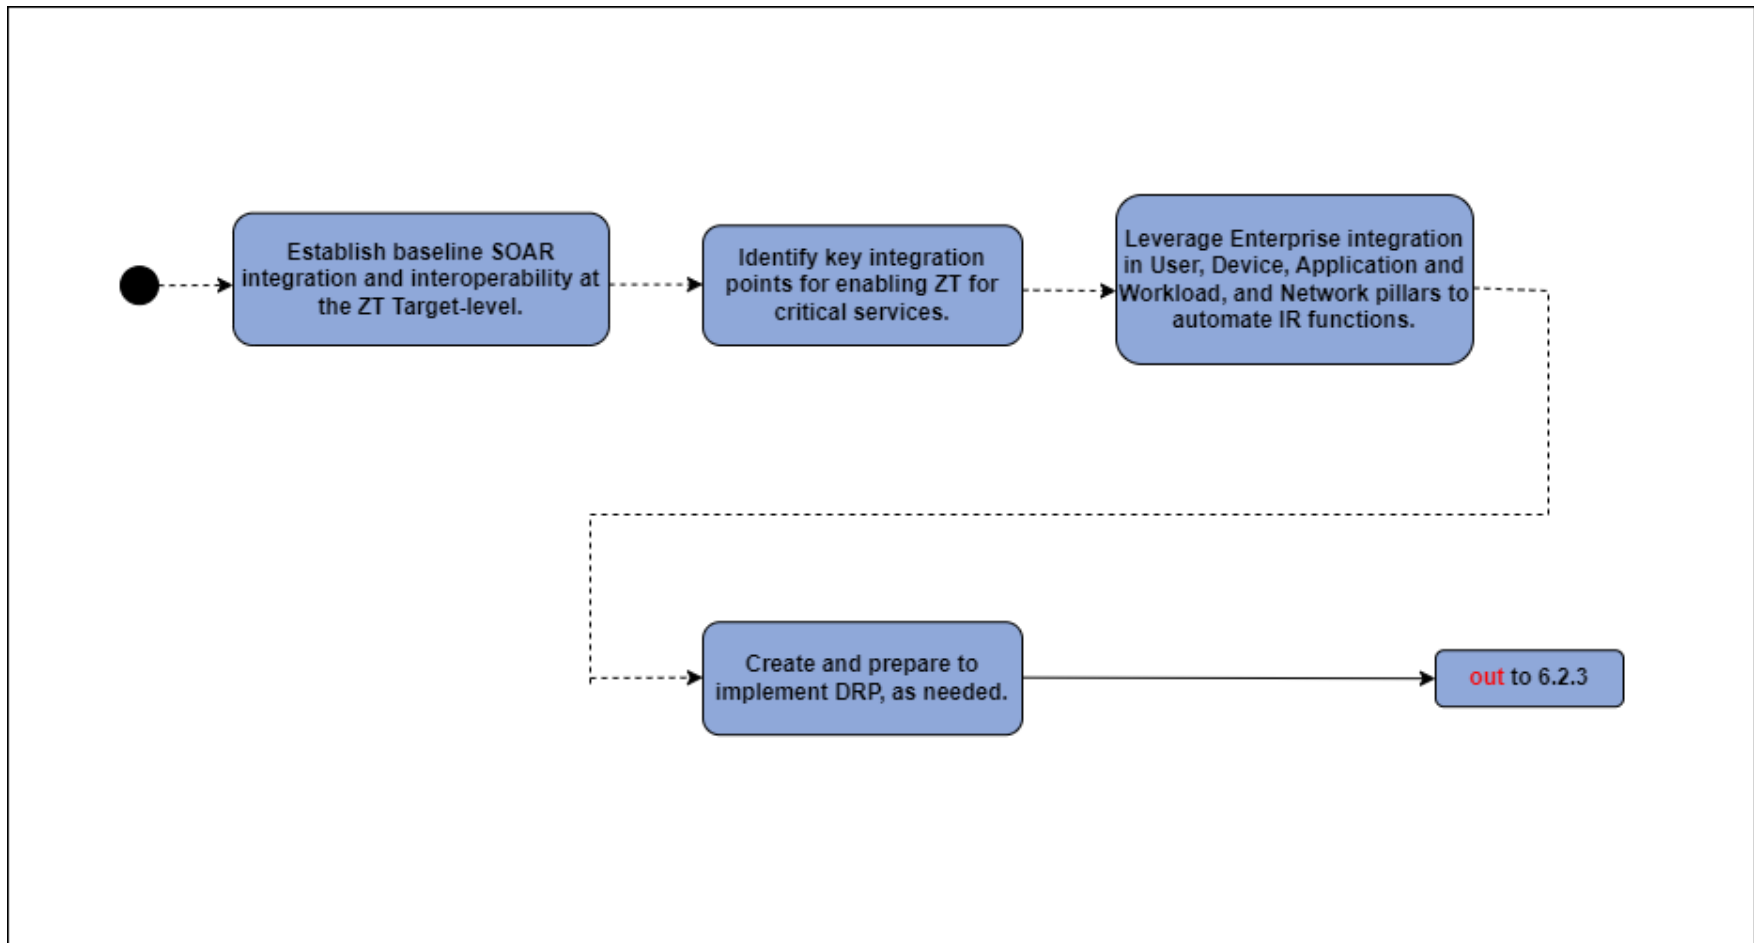 Establish baseline SOAR
integration and interoperability at
the ZT Target-level.
Identify key integration
points for enabling ZT for
critical services.
Leverage Enterprise integration
in User, Device, Application and
Workload, and Network pillars to
automate IR functions.
Create and prepare to
implement DRP, as needed.
out to 6.2.3